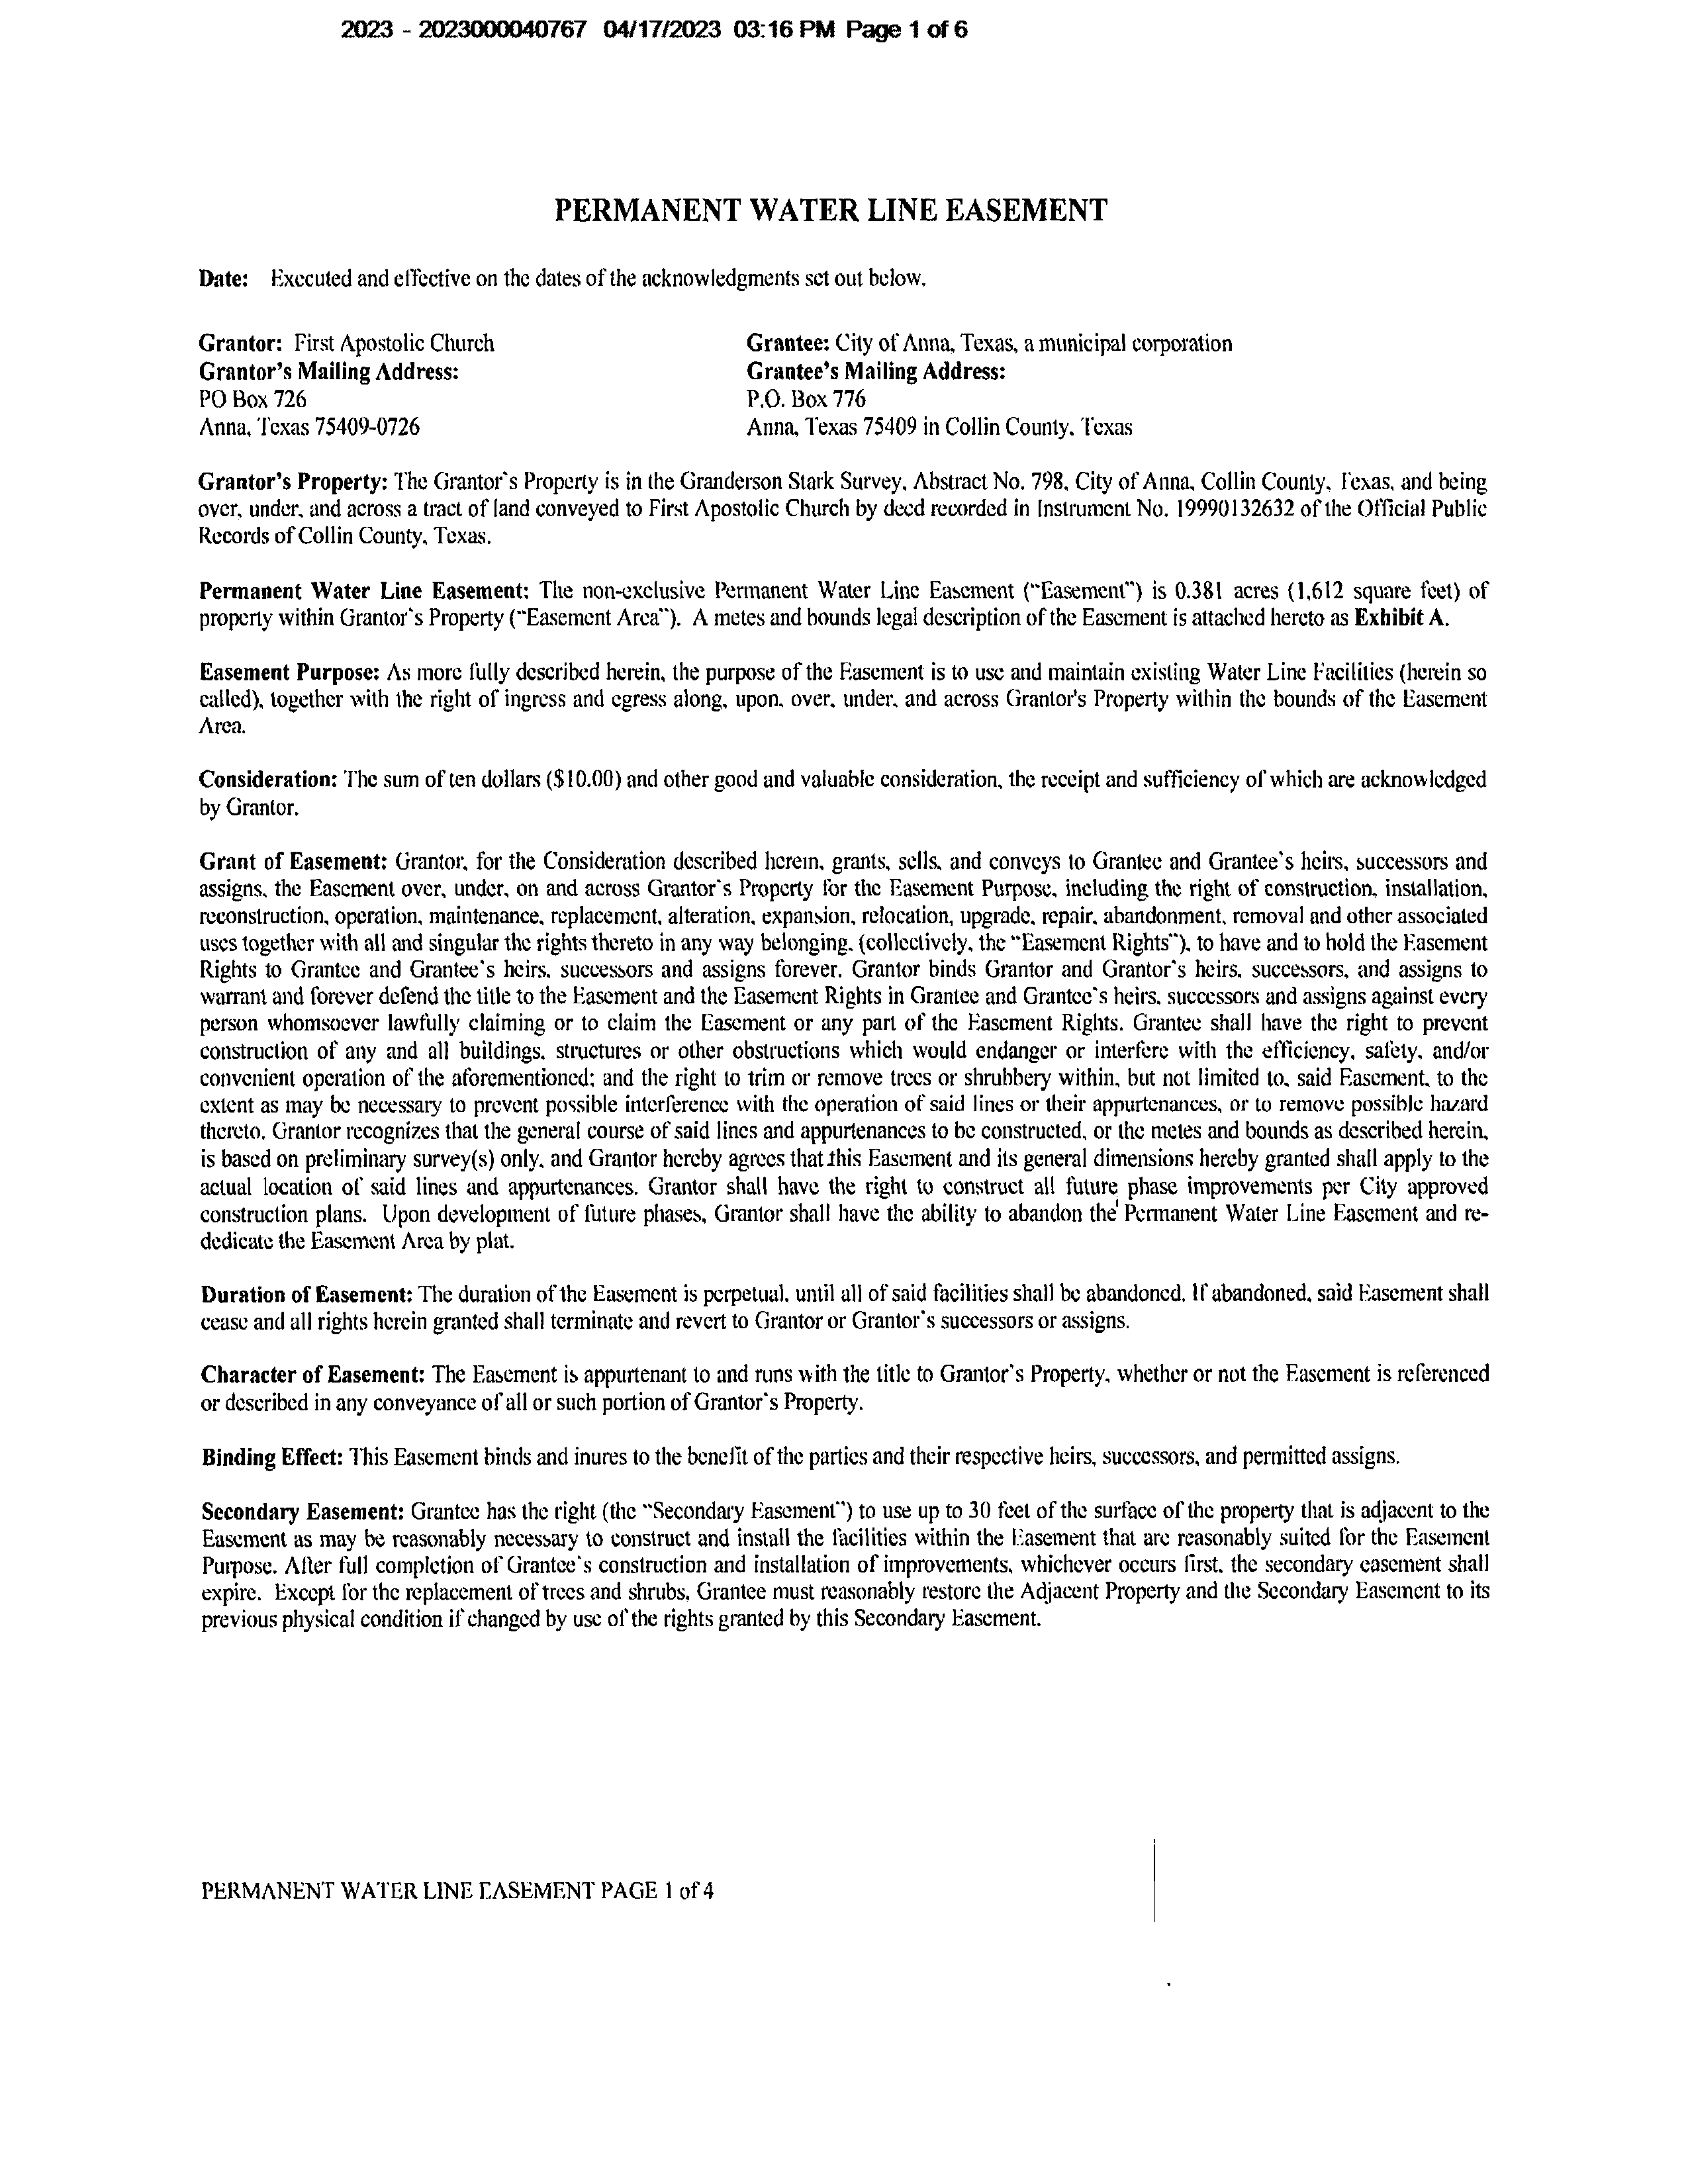 2023 - 2023000040767 04/17/2023 03:16 PM Page 1 of 6
PERMANENT WATER LINE EASEMENT
Date: Executed and effective on the dates of the acknowledgments set out below.
Grantor: First Apostolic Church
Grantor's Mailing Address:
PO Box 726
Anna, Texas 75409-0726
Grantee: City of Anna, Texas, a municipal corporation
Grantee's Mailing Address:
P.O. Box 776
Anna, Texas 75409 in Collin County, Texas
Grantor's Property: The Grantor's Property is in the Granderson Stark Survey, Abstract No. 798, City of Anna, Collin County, Texas, and being
over, under, and across a tract of land conveyed to First Apostolic Church by deed recorded in Instrument No. 19990132632 of the Official Public
Records of Collin County, Texas.
Permanent Water Line Easement: The non-exclusive Permanent Water Line Easement ("Easement") is 0.381 acres (1,612 square feet) of
property within Grantor's Property ("Easement Area"). A metes and bounds legal description of the Easement is attached hereto as Exhibit A.
Easement Purpose: As more fully described herein, the purpose of the Easement is to use and maintain existing Water Line Facilities (herein so
called), together with the right of ingress and egress along, upon, over, under, and across Grantor's Property within the bounds of the Easement
Area.
Consideration: The sum of ten dollars ($10.00) and other good and valuable consideration, the receipt and sufficiency of which are acknowledged
by Grantor.
Grant of Easement: Grantor, for the Consideration described herein, grants, sells, and conveys to Grantee and Grantee's heirs, successors and
assigns, the Easement over, under, on and across Grantor's Property for the Easement Purpose, including the right of construction, installation,
reconstruction, operation, maintenance, replacement, alteration, expansion, relocation, upgrade, repair, abandonment, removal and other associated
uses together with all and singular the rights thereto in any way belonging, (collectively, the "Easement Rights"), to have and to hold the Easement
Rights to Grantee and Grantee's heirs, successors and assigns forever. Grantor binds Grantor and Grantor's heirs, successors, and assigns to
warrant and forever defend the title to the Easement and the Easement Rights in Grantee and Grantee's heirs, successors and assigns against every
person whomsoever lawfully claiming or to claim the Easement or any part of the Easement Rights. Grantee shall have the right to prevent
construction of any and all buildings, structures or other obstructions which would endanger or interfere with the efficiency, safety, and/or
convenient operation of the aforementioned; and the right to trim or remove trees or shrubbery within, but not limited to, said Easement, to the
extent as may be necessary to prevent possible interference with the operation of said lines or their appurtenances, or to remove possible hazard
thereto. Grantor recognizes that the general course of said lines and appurtenances to be constructed, or the metes and bounds as described herein,
is based on preliminary survey(s) only, and Grantor hereby agrees that this Easement and its general dimensions hereby granted shall apply to the
actual location of said lines and appurtenances. Grantor shall have the right to construct all future phase improvements per City approved
construction plans. Upon development of future phases, Grantor shall have the ability to abandon the Permanent Water Line Easement and re-
dedicate the Easement Area by plat.
Duration of Easement: The duration of the Easement is perpetual, until all of said facilities shall be abandoned. If abandoned, said Easement shall
cease and all rights herein granted shall terminate and revert to Grantor or Grantor's successors or assigns.
Character of Easement: The Easement is appurtenant to and runs with the title to Grantor's Property, whether or not the Easement is referenced
or described in any conveyance of all or such portion of Grantor's Property.
Binding Effect: This Easement binds and inures to the benefit of the parties and their respective heirs, successors, and permitted assigns.
Secondary Easement: Grantee has the right (the "Secondary Easement") to use up to 30 feet of the surface of the property that is adjacent to the
Easement as may be reasonably necessary to construct and install the facilities within the Easement that are reasonably suited for the Easement
Purpose. After full completion of Grantee's construction and installation of improvements, whichever occurs first, the secondary easement shall
expire. Except for the replacement of trees and shrubs, Grantee must reasonably restore the Adjacent Property and the Secondary Easement to its
previous physical condition if changed by use of the rights granted by this Secondary Easement.
PERMANENT WATER LINE EASEMENT PAGE 1 of 4